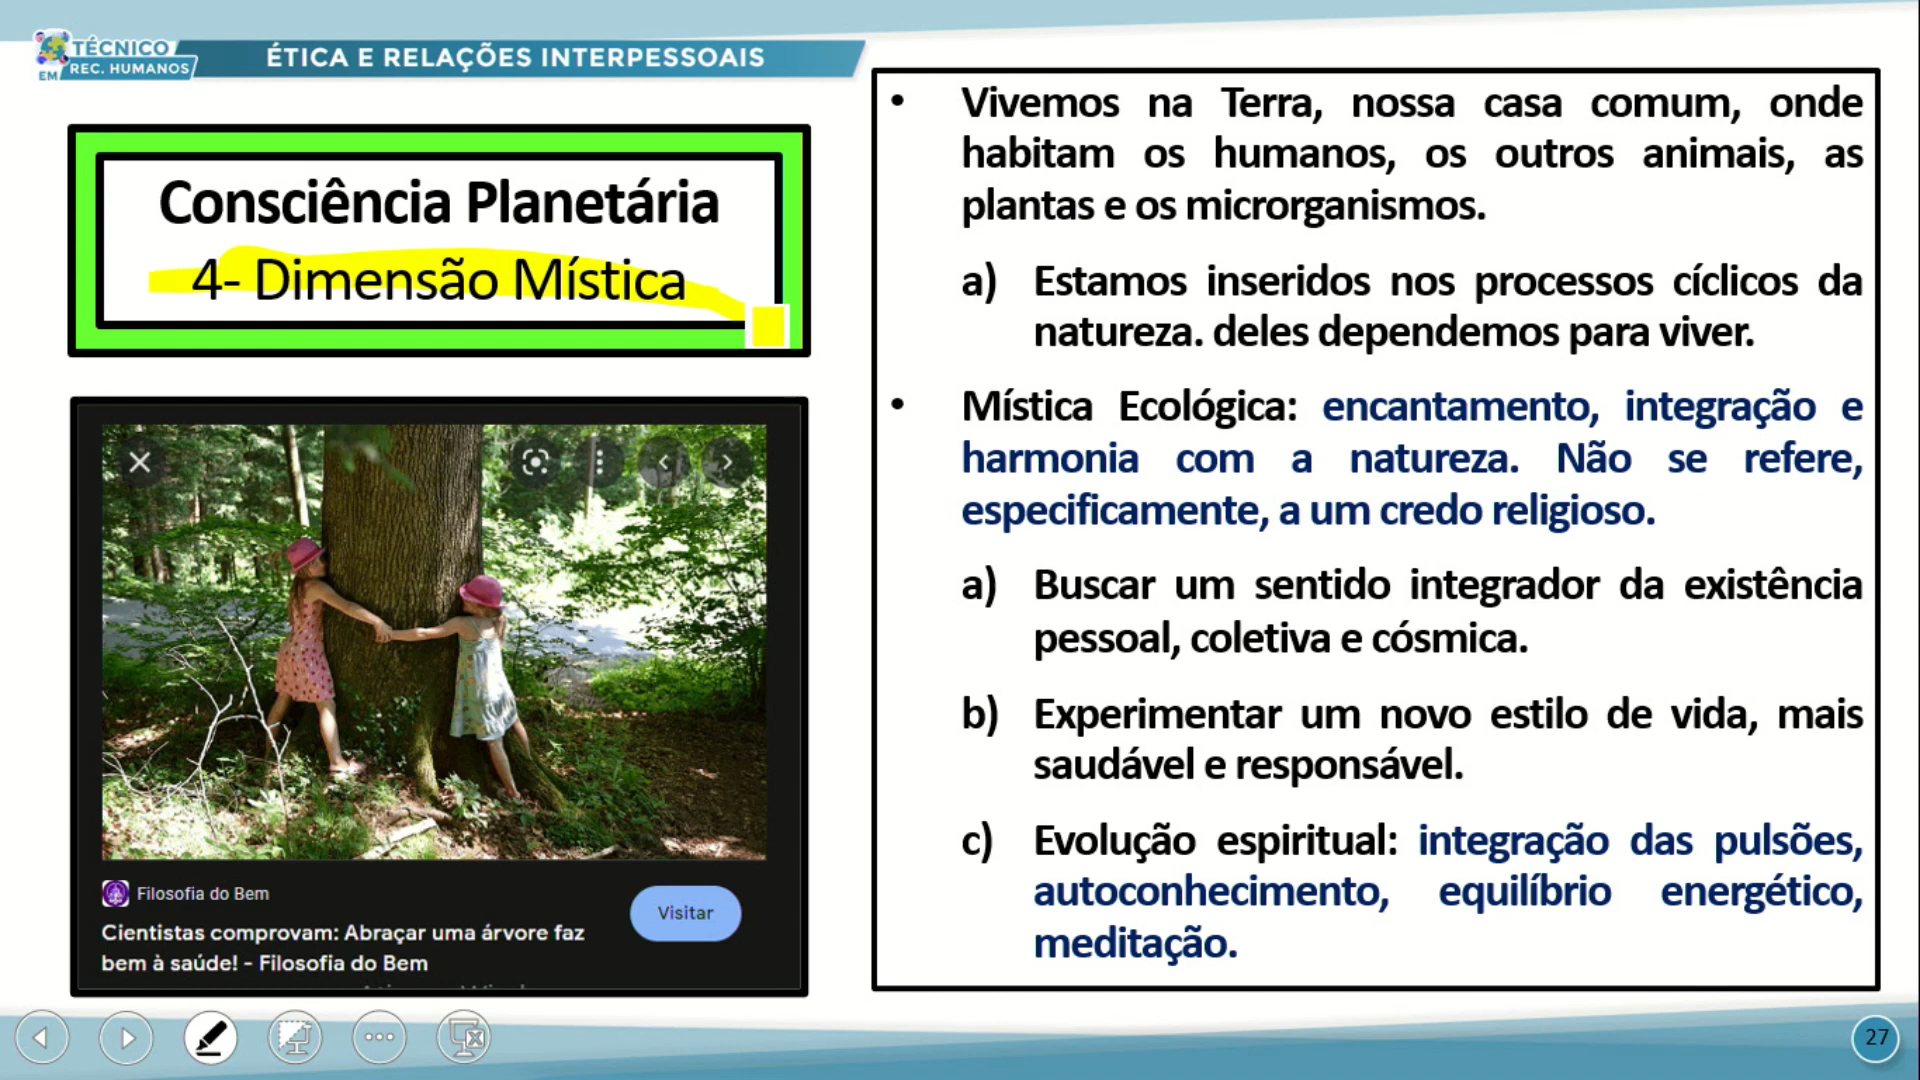 TÉCNICO
EM REC. HUMANOS
ÉTICA E RELAÇÕES INTERPESSOAIS
Consciência Planetária
4- Dimensão Mística
Filosofia do Bem
Visitar
Cientistas comprovam: Abraçar uma árvore faz
bem à saúde! - Filosofia do Bem
• Vivemos na Terra, nossa casa comum, onde
habitam os humanos, os outros animais, as
plantas e os microrganismos.
a) Estamos inseridos nos processos cíclicos da
natureza. deles dependemos para viver.
• Mística Ecológica: encantamento, integração e
harmonia com a natureza. Não se refere,
especificamente, a um credo religioso.
a) Buscar um sentido integrador da existência
pessoal, coletiva e cósmica.
b) Experimentar um novo estilo de vida, mais
saudável e responsável.
c) Evolução espiritual: integração das pulsões,
autoconhecimento, equilíbrio energético,
meditação.
27